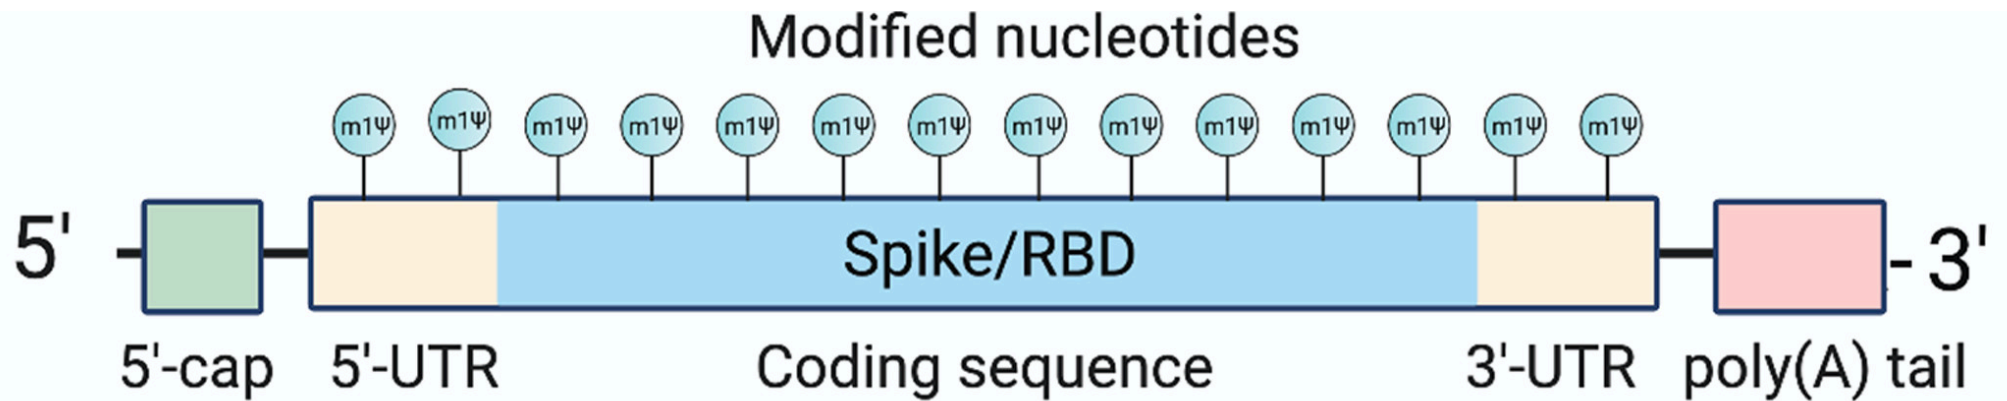 Modified nucleotides
m1Ψ m1Ψ m1Ψ m1Ψ m1Ψ m1Ψ m1Ψ m1Ψ m1Ψ m1Ψ m1Ψ m1Ψ m1Ψ m1Ψ
5' Spike/RBD - 3'
5'-cap 5'-UTR Coding sequence 3'-UTR poly(A) tail